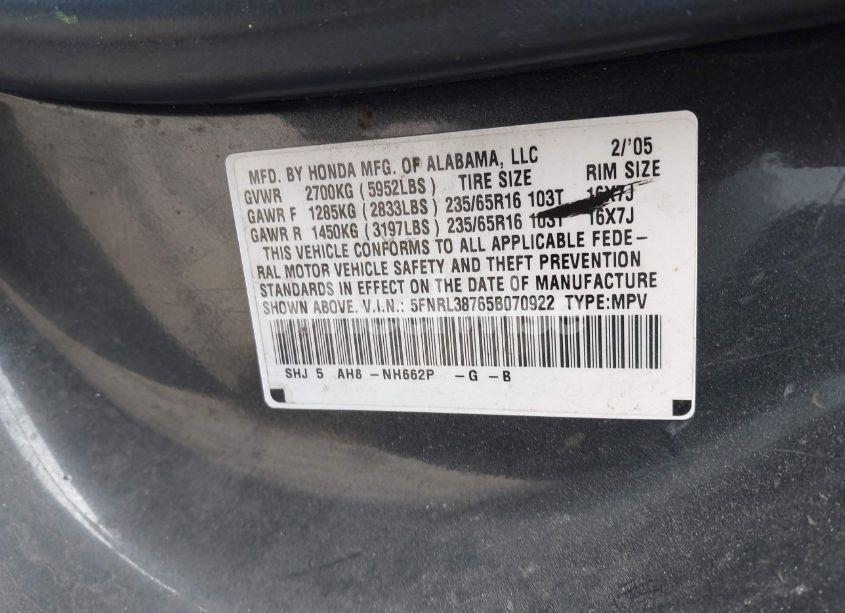 MFD. BY HONDA MFG. OF ALABAMA, LLC 2/'05
GVWR 2700KG (5952LBS) TIRE SIZE RIM SIZE
GAWR F 1285KG (2833LBS) 235/65R16 103T 16X7J
GAWR R 1450KG (3197LBS) 235/65R16 103T 16X7J
THIS VEHICLE CONFORMS TO ALL APPLICABLE FEDE-
RAL MOTOR VEHICLE SAFETY AND THEFT PREVENTION
STANDARDS IN EFFECT ON THE DATE OF MANUFACTURE
SHOWN ABOVE. V.I.N.: 5FNRL38765B070922 TYPE:MPV
SHJ 5 AH8 -NH662P -G -B